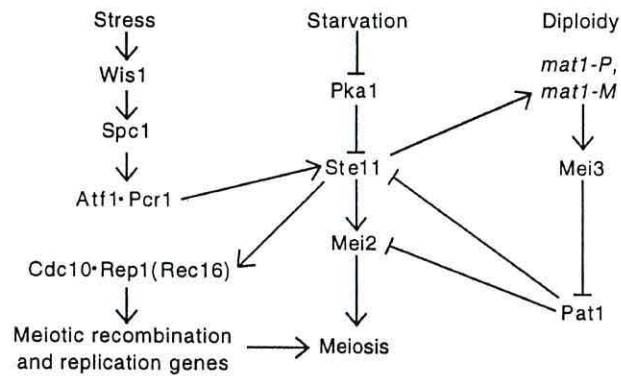 Stress
Starvation
Diploidy
Wis1
Pka1
mat1-P,
mat1-M
Spc1
Ste11
Mei3
Atf1·Pcr1
Mei2
Cdc10·Rep1(Rec16)
Pat1
Meiotic recombination
and replication genes
Meiosis